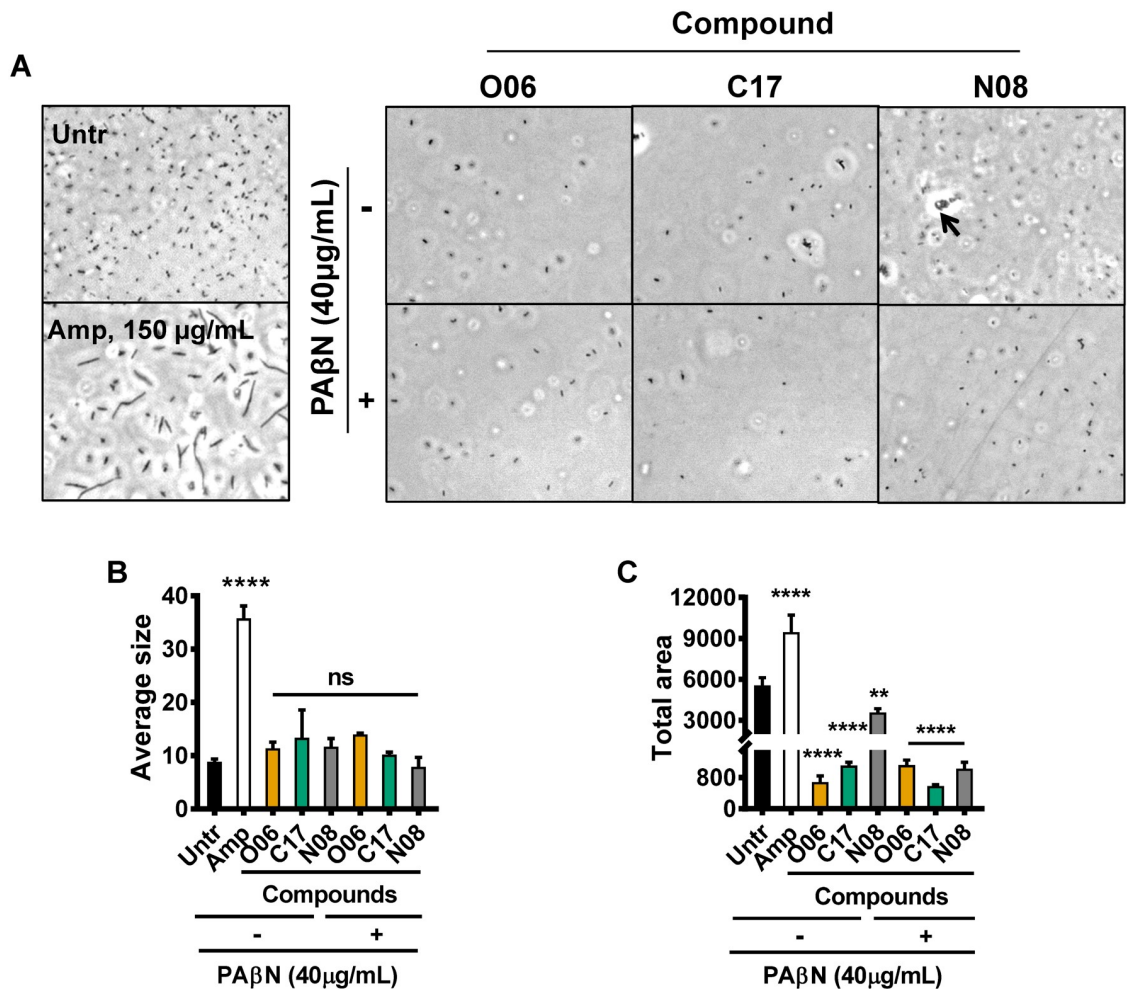 Compound
A
O06 C17 N08
Untr
Amp, 150 µg/mL
PAβN (40µg/mL)
-
+
B
Average size
40
30
20
10
0
****
ns
Untr Amp O06 C17 N08 O06 C17 N08
Compounds
- +
PAβN (40µg/mL)
C
Total area
12000
9000
6000
3000
800
0
****
****
****
**
****
Untr Amp O06 C17 N08 O06 C17 N08
Compounds
- +
PAβN (40µg/mL)